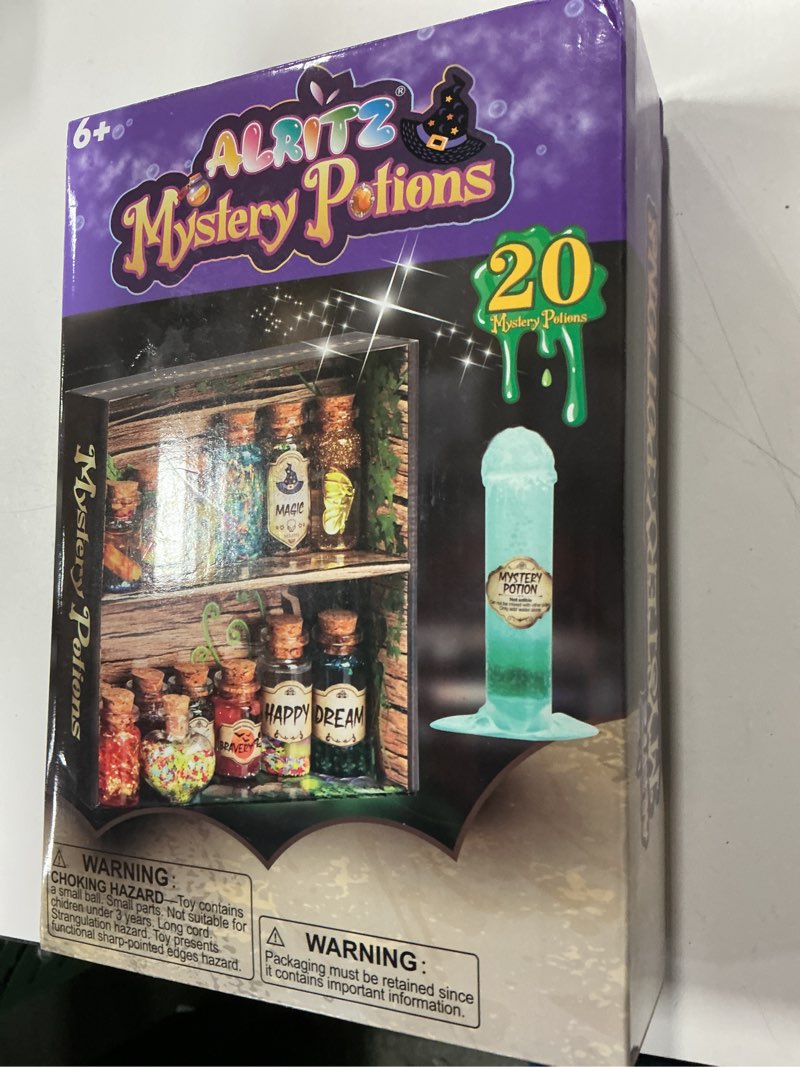 6+
ALRITZ®
Mystery Potions
20
Mystery Potions
Mystery Potions
MAGIC
MYSTERY
POTION
Not edible
BRAVERY
HAPPY
DREAM
WARNING:
CHOKING HAZARD—Toy contains
a small ball. Small parts. Not suitable for
children under 3 years. Long cord.
Strangulation hazard. Toy presents
functional sharp-pointed edges hazard.
WARNING:
Packaging must be retained since
it contains important information.